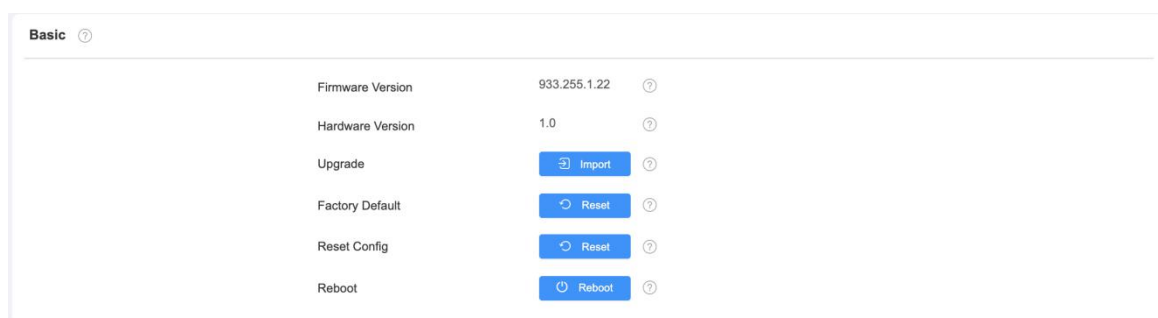 Basic ?
Firmware Version 933.255.1.22 ?
Hardware Version 1.0 ?
Upgrade Import ?
Factory Default Reset ?
Reset Config Reset ?
Reboot Reboot ?